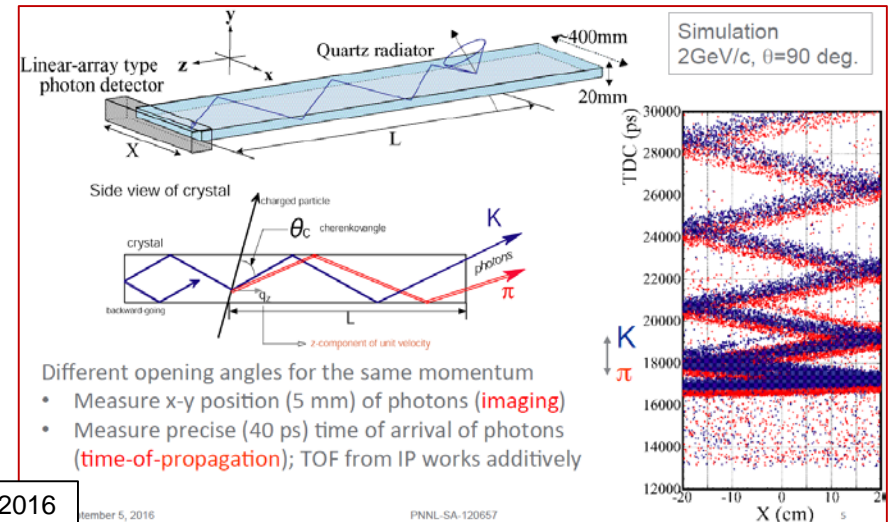 y
z
x
Linear-array type
photon detector
Quartz radiator
~400mm
20mm
X
L
Simulation
2GeV/c, θ=90 deg.
Side view of crystal
charged particle
θC cherenkovangle
crystal
K
photons
π
backward-going
qz
L
z-component of unit velocity
Different opening angles for the same momentum
• Measure x-y position (5 mm) of photons (imaging)
• Measure precise (40 ps) time of arrival of photons
(time-of-propagation); TOF from IP works additively
K
π
TDC (ps)
30000
28000
26000
24000
22000
20000
18000
16000
14000
12000
-20 -10 0 10 20
X (cm)
2016
tember 5, 2016
PNNL-SA-120657